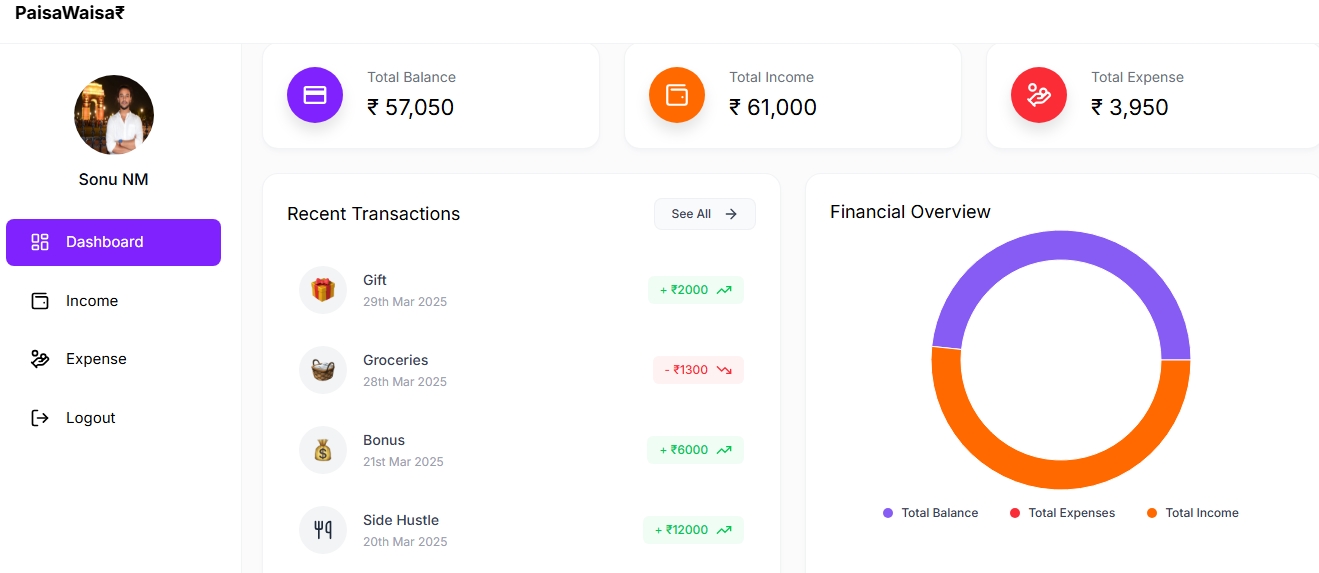 PaisaWaisa₹
Sonu NM
Dashboard
Income
Expense
Logout
Total Balance
₹ 57,050
Total Income
₹ 61,000
Total Expense
₹ 3,950
Recent Transactions
See All
Gift
29th Mar 2025
+ ₹2000
Groceries
28th Mar 2025
- ₹1300
Bonus
21st Mar 2025
+ ₹6000
Side Hustle
20th Mar 2025
+ ₹12000
Financial Overview
Total Balance
Total Expenses
Total Income